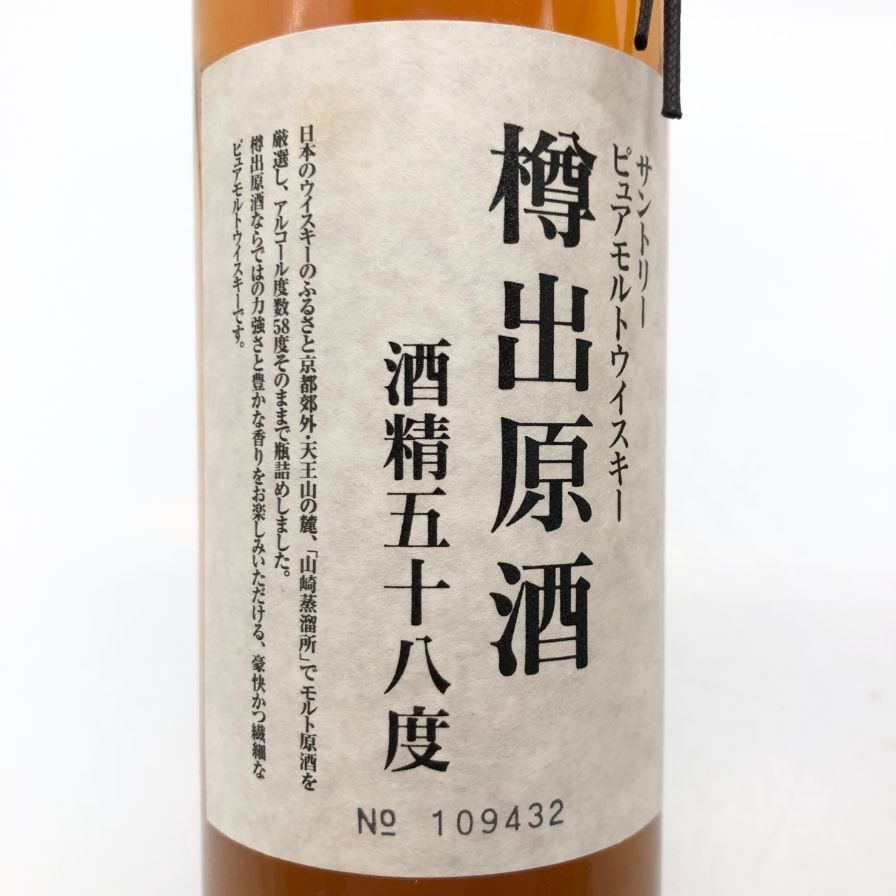 サントリー
ピュアモルトウイスキー
樽出原酒
酒精五十八度
日本のウイスキーのふるさと京都郊外・天王山の麓、「山崎蒸溜所」でモルト原酒を
厳選し、アルコール度数58度そのままで瓶詰めしました。
樽出原酒ならではの力強さと豊かな香りをお楽しみいただける、豪快かつ繊細な
ピュアモルトウイスキーです。
№ 109432